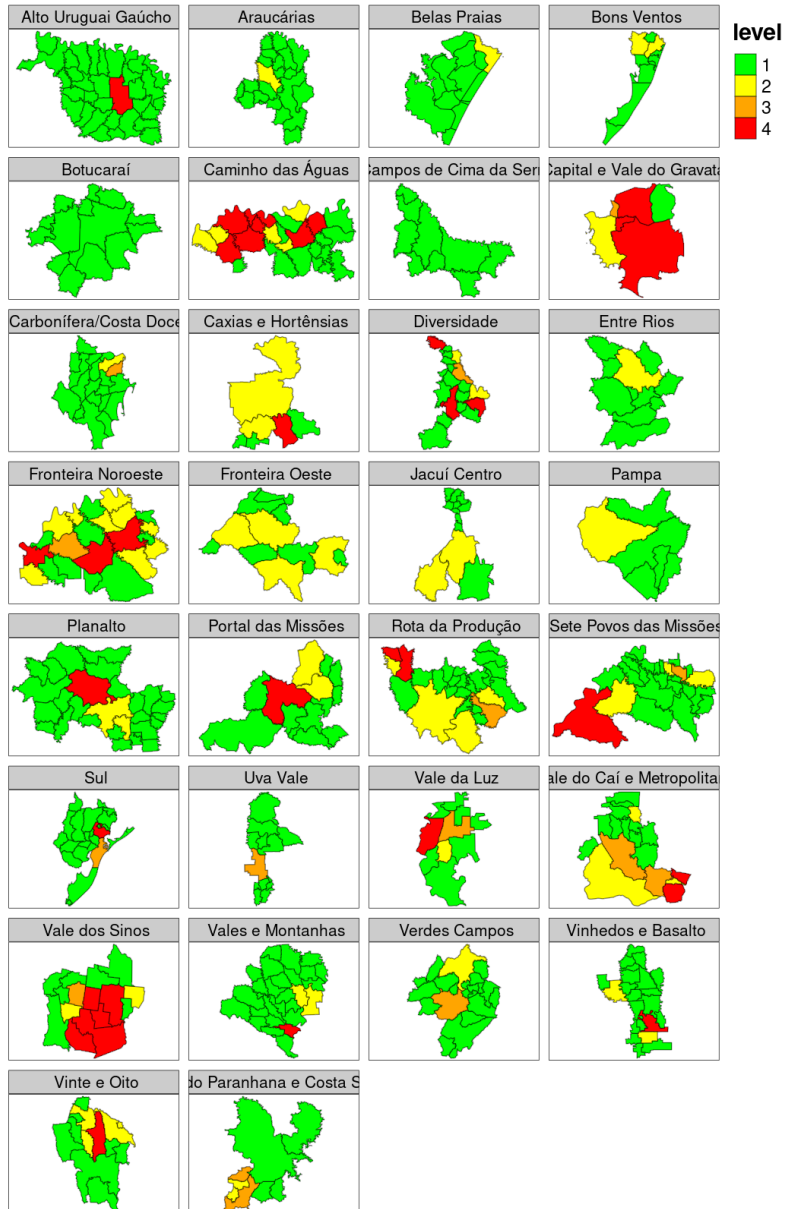 Alto Uruguai Gaúcho
Araucárias
Belas Praias
Bons Ventos
level
1
2
3
4
Botucaraí
Caminho das Águas
Campos de Cima da Serr
Capital e Vale do Gravata
Carbonífera/Costa Doce
Caxias e Hortênsias
Diversidade
Entre Rios
Fronteira Noroeste
Fronteira Oeste
Jacuí Centro
Pampa
Planalto
Portal das Missões
Rota da Produção
Sete Povos das Missões
Sul
Uva Vale
Vale da Luz
ale do Caí e Metropolita
Vale dos Sinos
Vales e Montanhas
Verdes Campos
Vinhedos e Basalto
Vinte e Oito
do Paranhana e Costa S